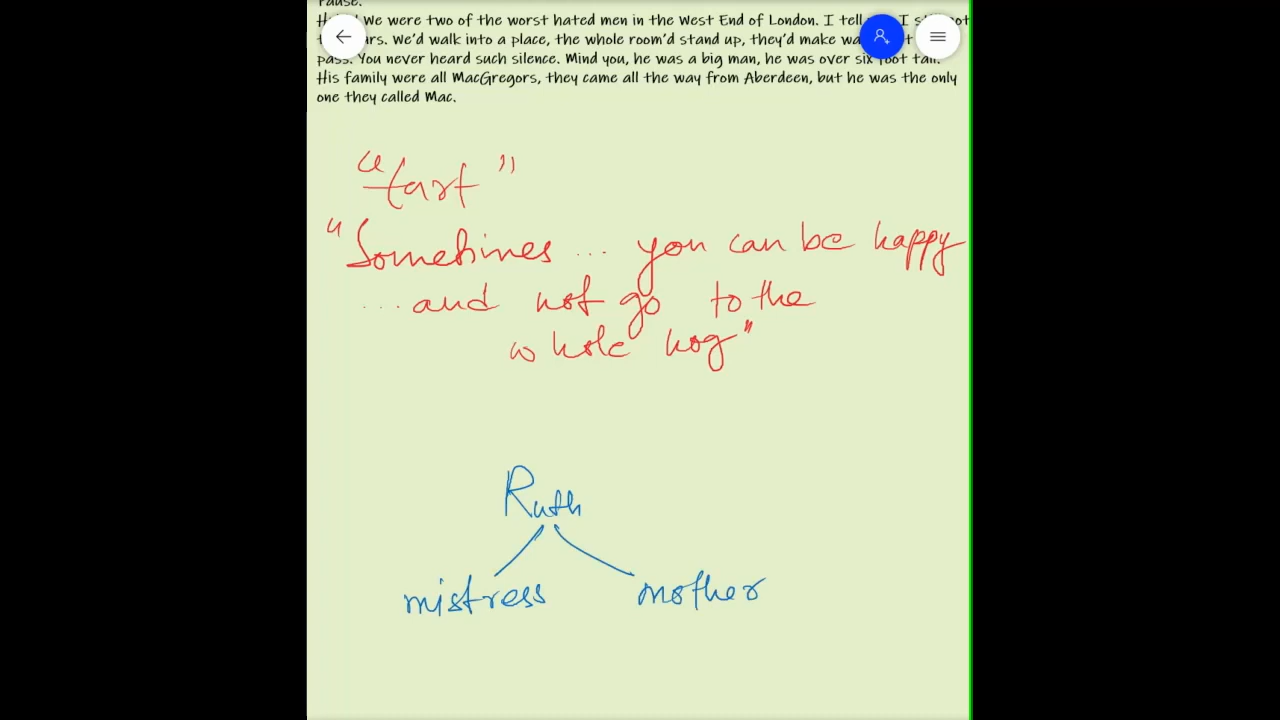 Pause.
We were two of the worst hated men in the West End of London. I tell I
We'd walk into a place, the whole room'd stand up, they'd make
pass. You never heard such silence. Mind you, he was a big man, he was over six foot tall.
His family were all MacGregors, they came all the way from Aberdeen, but he was the only
one they called Mac.
"tart"
"Sometimes ... you can be happy
... and not go to the
whole hog"
Ruth
mistress mother